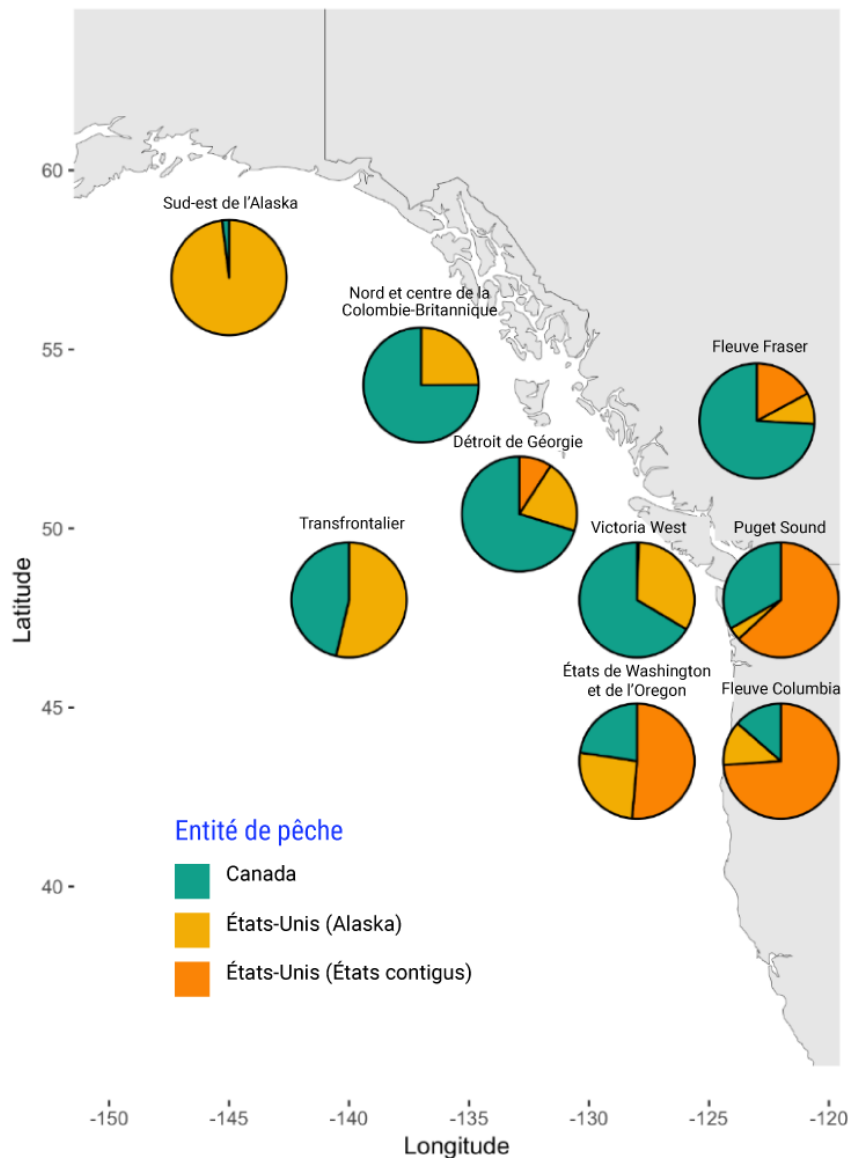 60
Sud-est de l'Alaska
Nord et centre de la
Colombie-Britannique
55
Fleuve Fraser
Détroit de Géorgie
50
Transfrontalier
Victoria West
Puget Sound
Latitude
États de Washington
et de l'Oregon
Fleuve Columbia
45
Entité de pêche
Canada
40
États-Unis (Alaska)
États-Unis (États contigus)
-150
-145
-140
-135
-130
-125
-120
Longitude